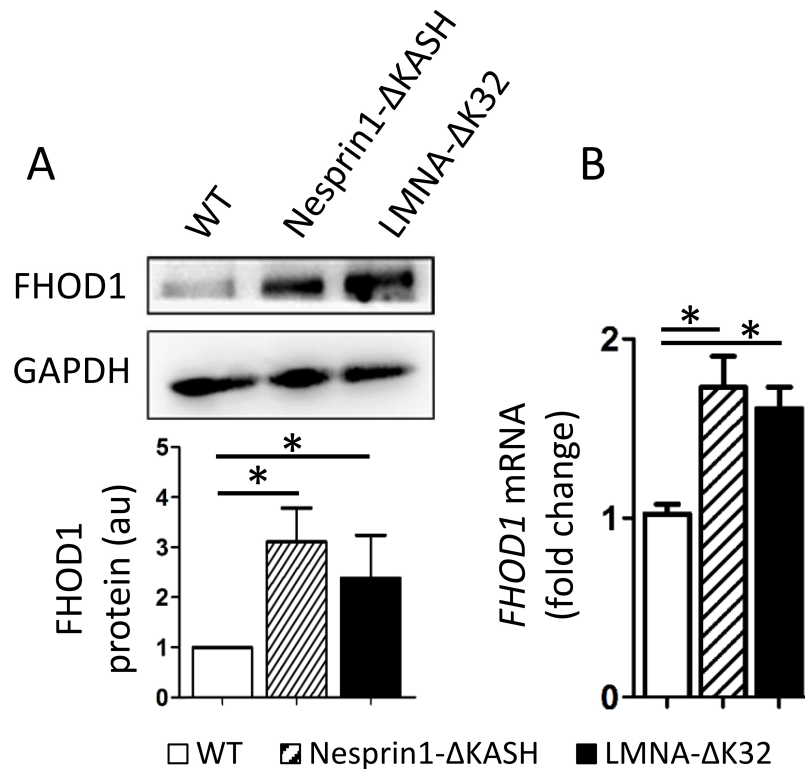 A
B
WT
Nesprin1-ΔKASH
LMNA-ΔK32
FHOD1
GAPDH
5
4
3
2
1
0
FHOD1
protein (au)
*
*
2
1
0
FHOD1 mRNA
(fold change)
*
*
WT Nesprin1-ΔKASH LMNA-ΔK32